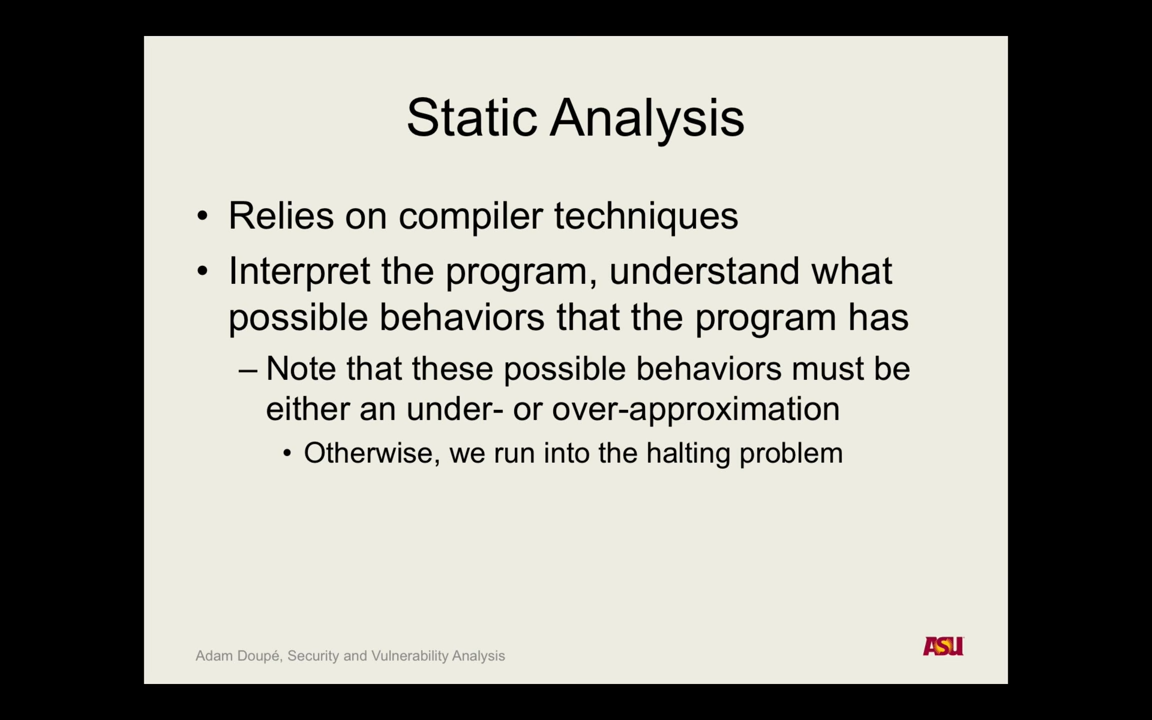 Static Analysis
• Relies on compiler techniques
• Interpret the program, understand what
possible behaviors that the program has
– Note that these possible behaviors must be
either an under- or over-approximation
• Otherwise, we run into the halting problem
Adam Doupé, Security and Vulnerability Analysis
ASU